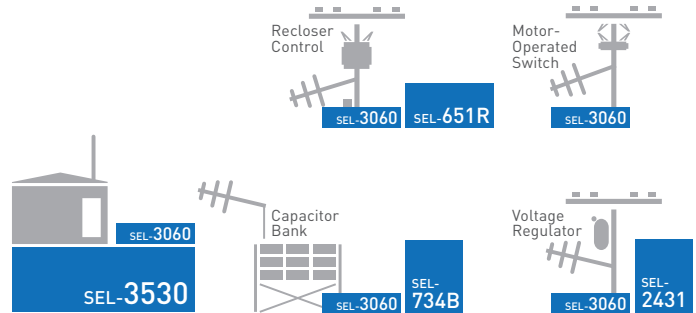 Recloser
Control
SEL-3060
SEL-651R
Motor-
Operated
Switch
SEL-3060
SEL-3060
SEL-3530
Capacitor
Bank
SEL-3060
SEL-
734B
Voltage
Regulator
SEL-3060
SEL-
2431